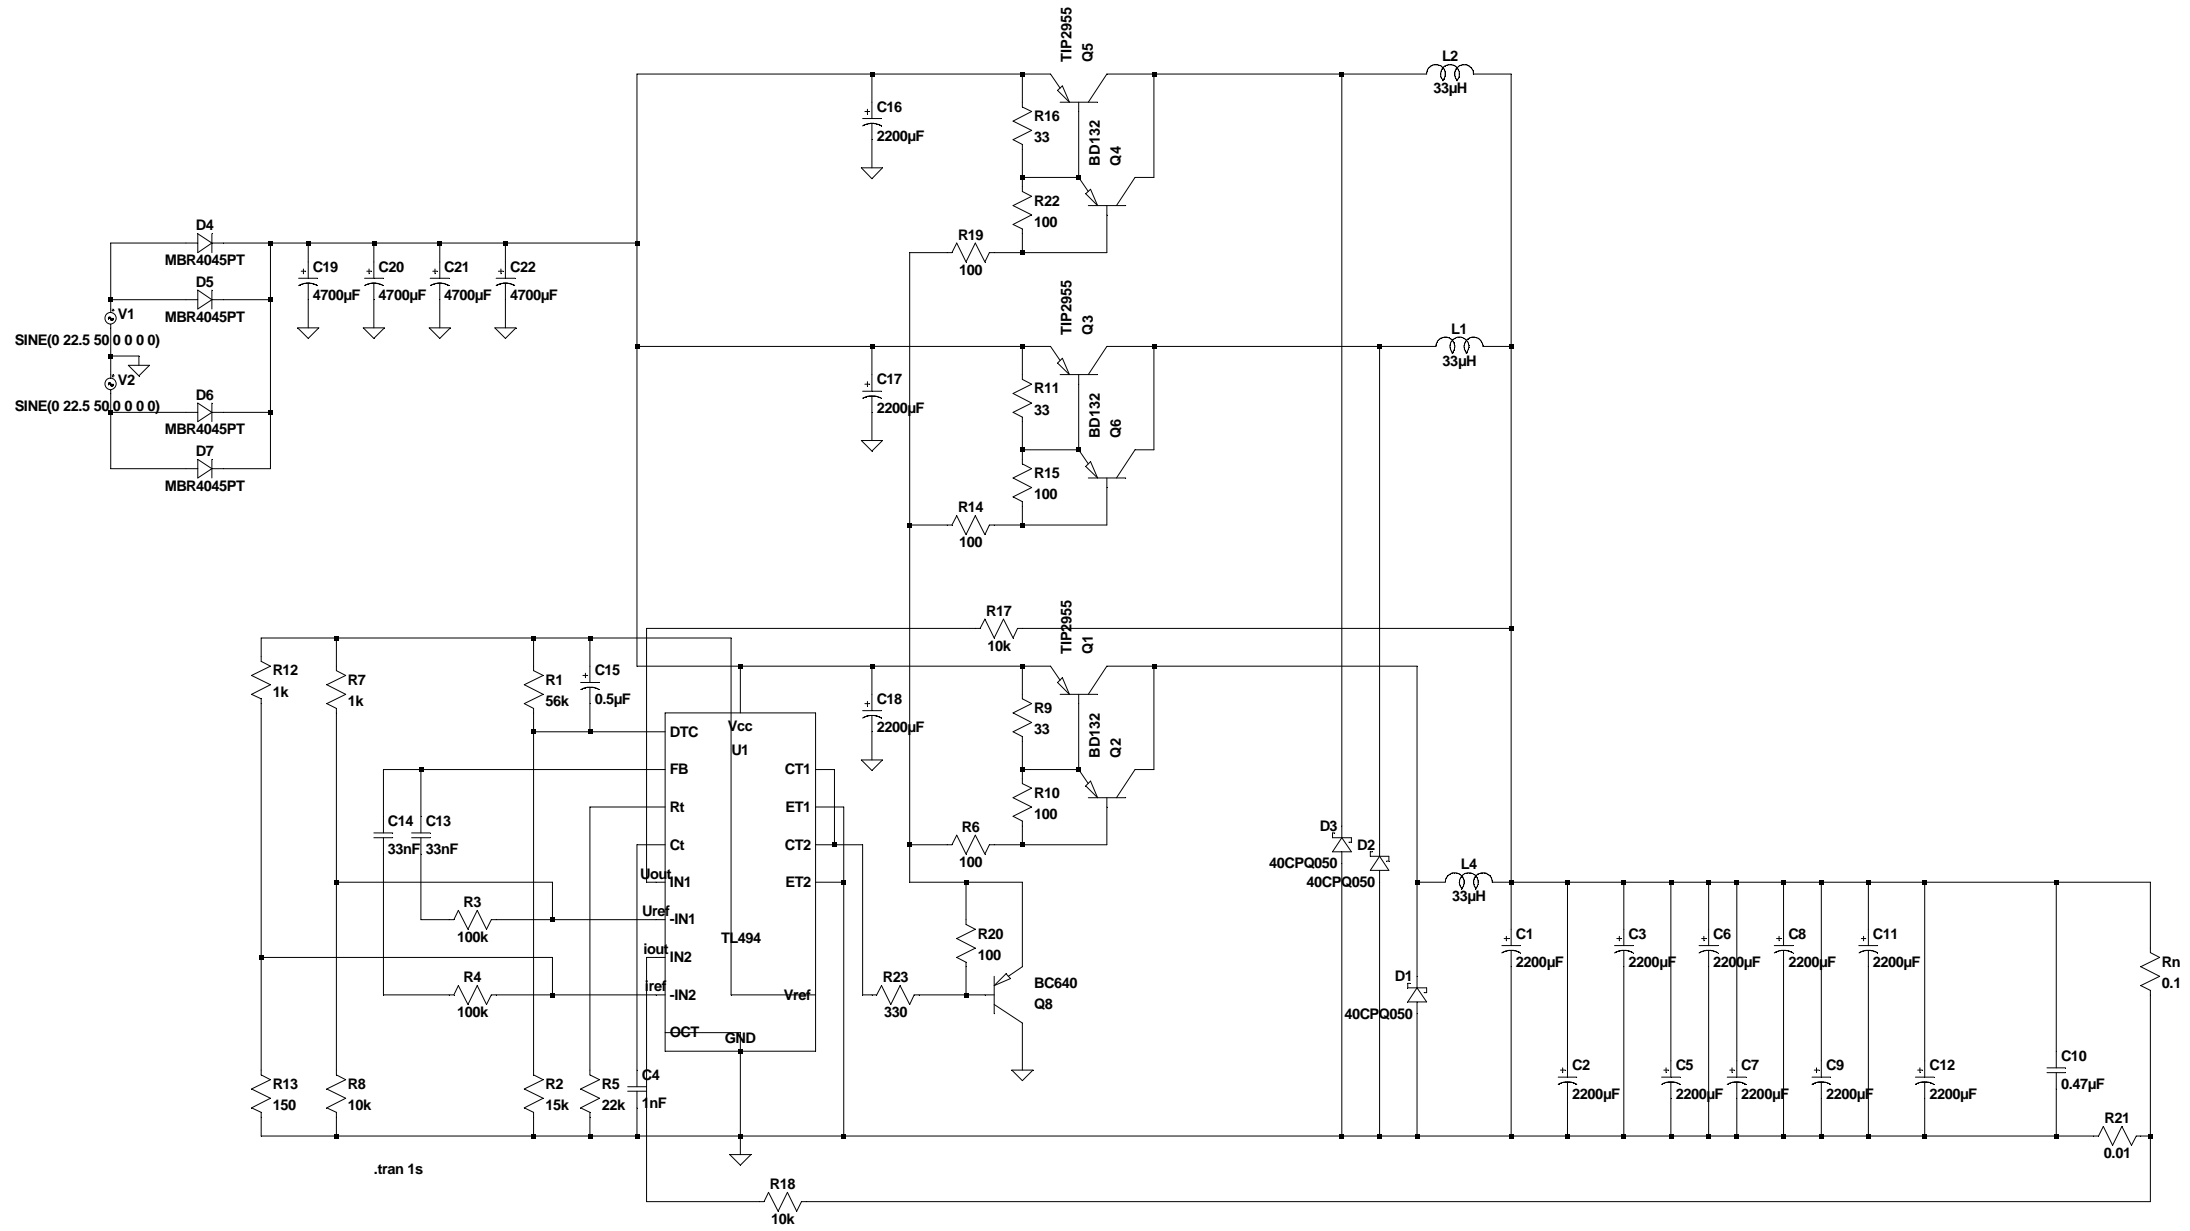 TIP2955
Q5
L2
33µH
C16
2200µF
R16
33
BD132
Q4
R22
100
R19
100
D4
MBR4045PT
D5
MBR4045PT
V1
SINE(0 22.5 50 0 0 0 0)
V2
SINE(0 22.5 50 0 0 0 0)
D6
MBR4045PT
D7
MBR4045PT
C19
4700µF
C20
4700µF
C21
4700µF
C22
4700µF
TIP2955
Q3
L1
33µH
C17
2200µF
R11
33
BD132
Q6
R15
100
R14
100
R17
10k
TIP2955
Q1
R12
1k
R7
1k
R1
56k
C15
0.5µF
C18
2200µF
R9
33
BD132
Q2
R10
100
R6
100
Vcc
U1
DTC
FB
Rt
Ct
Uout
IN1
Uref
-IN1
iout
IN2
iref
-IN2
OCT
GND
TL494
CT1
ET1
CT2
ET2
Vref
C14
33nF
C13
33nF
R3
100k
R4
100k
R20
100
R23
330
BC640
Q8
D3
40CPQ050
D2
40CPQ050
D1
40CPQ050
L4
33µH
C1
2200µF
C3
2200µF
C6
2200µF
C8
2200µF
C11
2200µF
Rn
0.1
R13
150
R8
10k
R2
15k
R5
22k
C4
1nF
C2
2200µF
C5
2200µF
C7
2200µF
C9
2200µF
C12
2200µF
C10
0.47µF
R21
0.01
.tran 1s
R18
10k